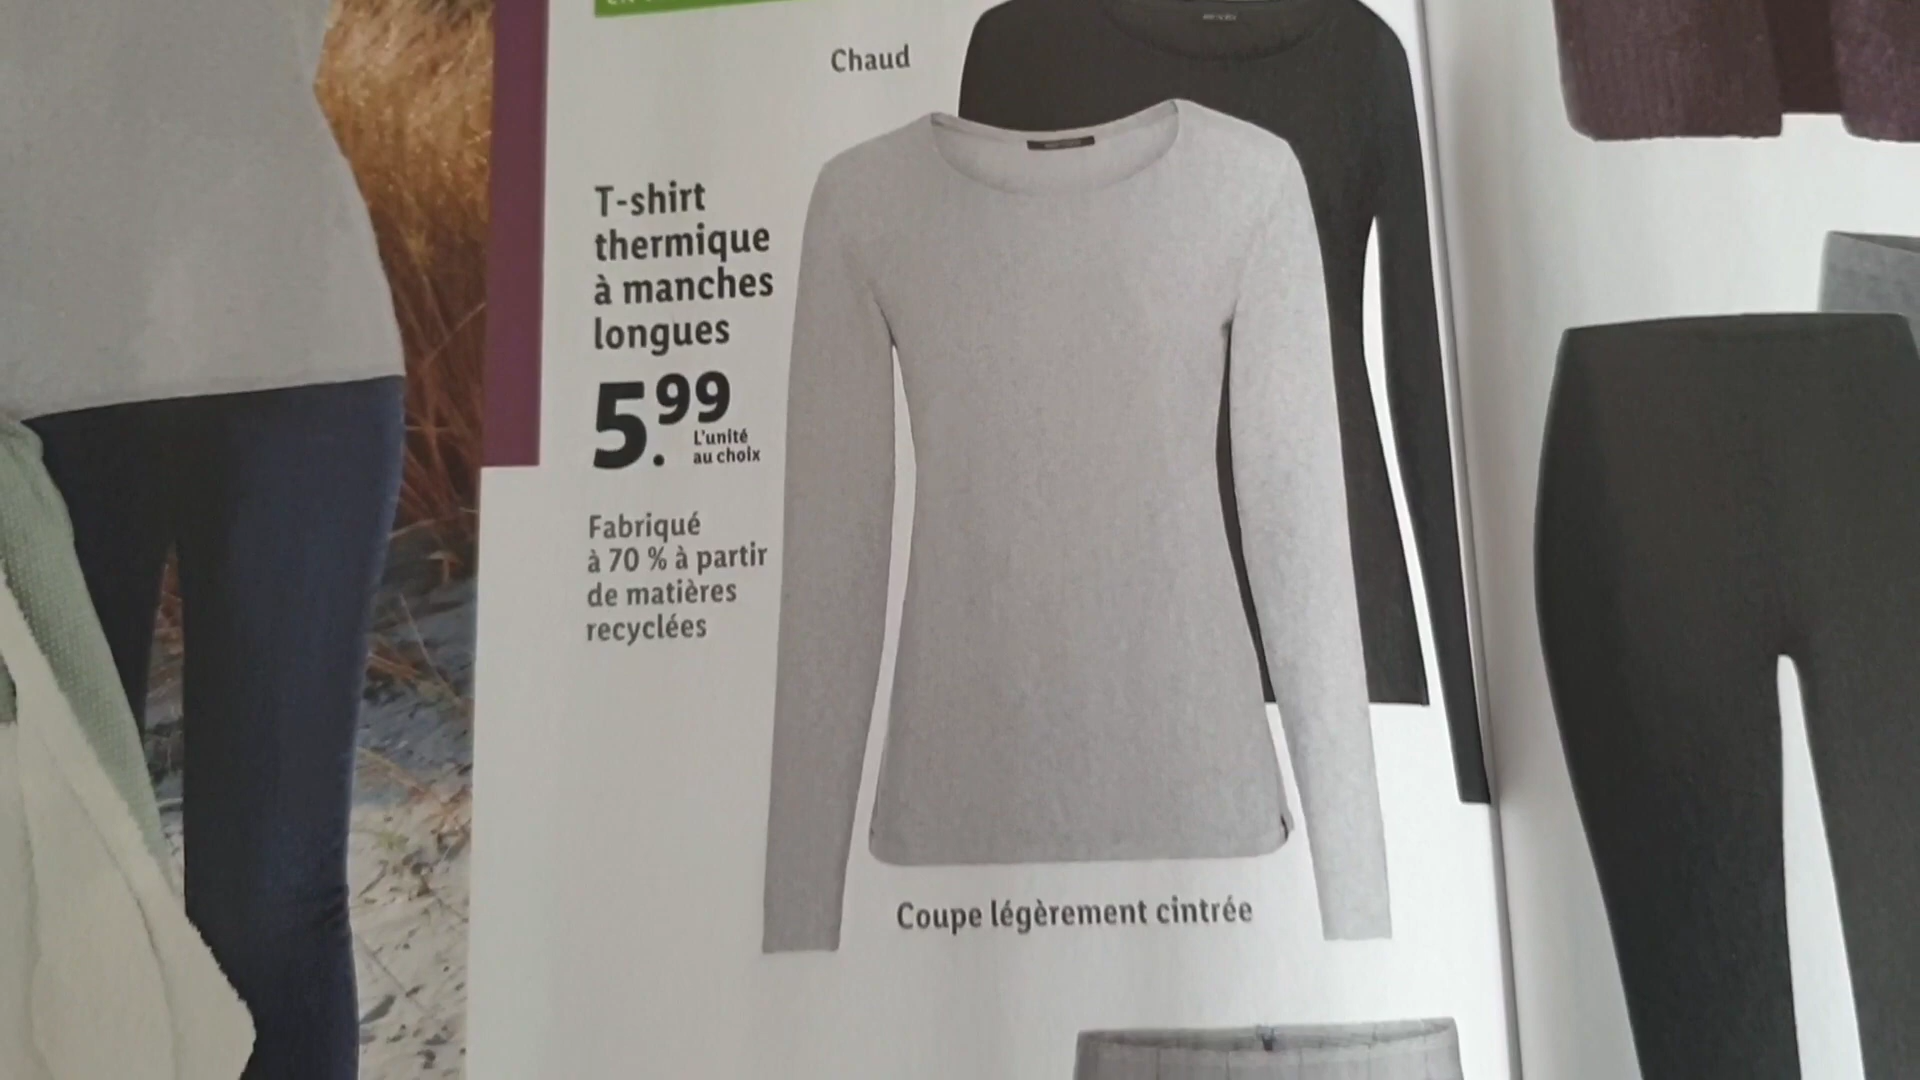 Chaud
T-shirt
thermique
à manches
longues
5.99
L'unité
au choix
Fabriqué
à 70 % à partir
de matières
recyclées
Coupe légèrement cintrée